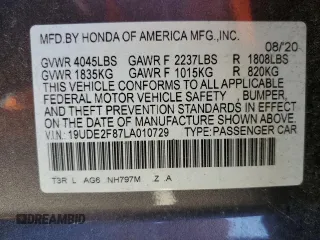 MFD.BY HONDA OF AMERICA MFG.,INC.
08/20
GVWR 4045LBS GAWR F 2237LBS R 1808LBS
GVWR 1835KG GAWR F 1015KG R 820KG
THIS VEHICLE CONFORMS TO ALL APPLICABLE
FEDERAL MOTOR VEHICLE SAFETY, BUMPER,
AND THEFT PREVENTION STANDARDS IN EFFECT
ON THE DATE OF MANUFACTURE SHOWN ABOVE.
V.I.N: 19UDE2F87LA010729 TYPE:PASSENGER CAR
T3R L AG6 NH797M Z A
© DREAMBID